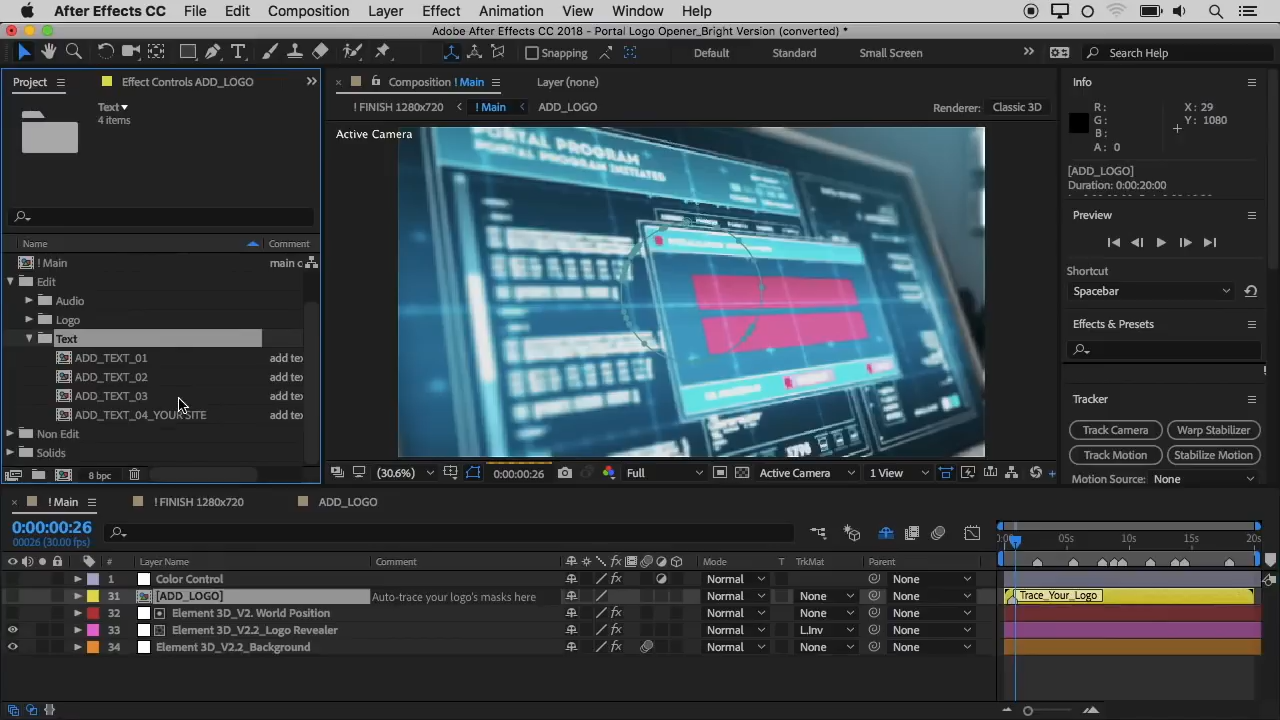 After Effects CC File Edit Composition Layer Effect Animation View Window Help
Adobe After Effects CC 2018 - Portal Logo Opener_Bright Version (converted) *
Snapping Default Standard Small Screen Search Help
Project Effect Controls ADD_LOGO
Composition ! Main Layer (none)
Info
Text
4 items
! FINISH 1280x720 ! Main ADD_LOGO Renderer: Classic 3D
R:
G:
B:
A: 0
X: 29
Y: 1080
Active Camera
PORTAL PROGRAM
PORTAL PROGRAM INITIATED
[ADD_LOGO]
Duration: 0:00:20:00
Preview
Shortcut
Spacebar
Effects & Presets
Tracker
Track Camera Warp Stabilizer
Track Motion Stabilize Motion
Motion Source: None
Name Comment
! Main main c
Edit
Audio
Logo
Text
ADD_TEXT_01 add tex
ADD_TEXT_02 add tex
ADD_TEXT_03 add tex
ADD_TEXT_04_YOUR SITE add tex
Non Edit
Solids
8 bpc
(30.6%) 0:00:00:26 Full Active Camera 1 View
! Main ! FINISH 1280x720 ADD_LOGO
0:00:00:26
00026 (30.00 fps)
05s 10s 15s 20s
# Layer Name Comment Mode T TrkMat Parent
1 Color Control Normal None
31 [ADD_LOGO] Auto-trace your logo's masks here Normal None None
Trace_Your_Logo
32 Element 3D_V2. World Position Normal None None
33 Element 3D_V2.2_Logo Revealer Normal L.Inv None
34 Element 3D_V2.2_Background Normal None None